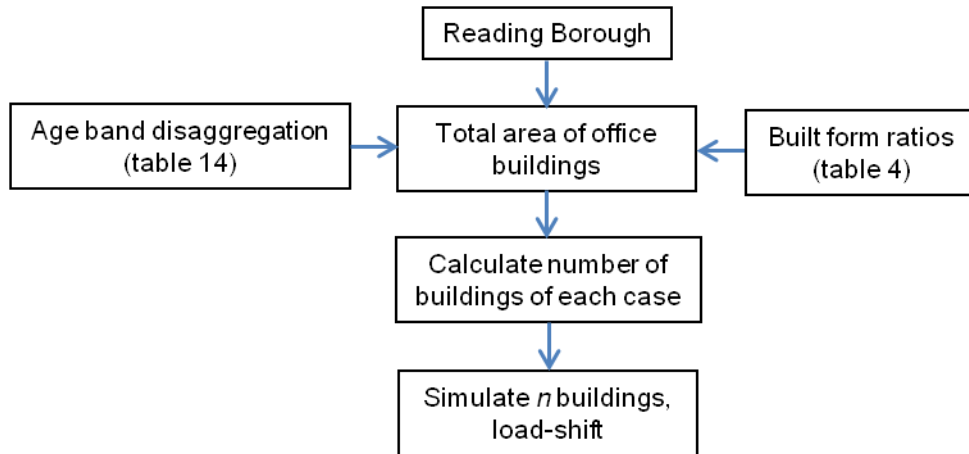 Reading Borough
Age band disaggregation
(table 14)
Total area of office
buildings
Built form ratios
(table 4)
Calculate number of
buildings of each case
Simulate n buildings,
load-shift